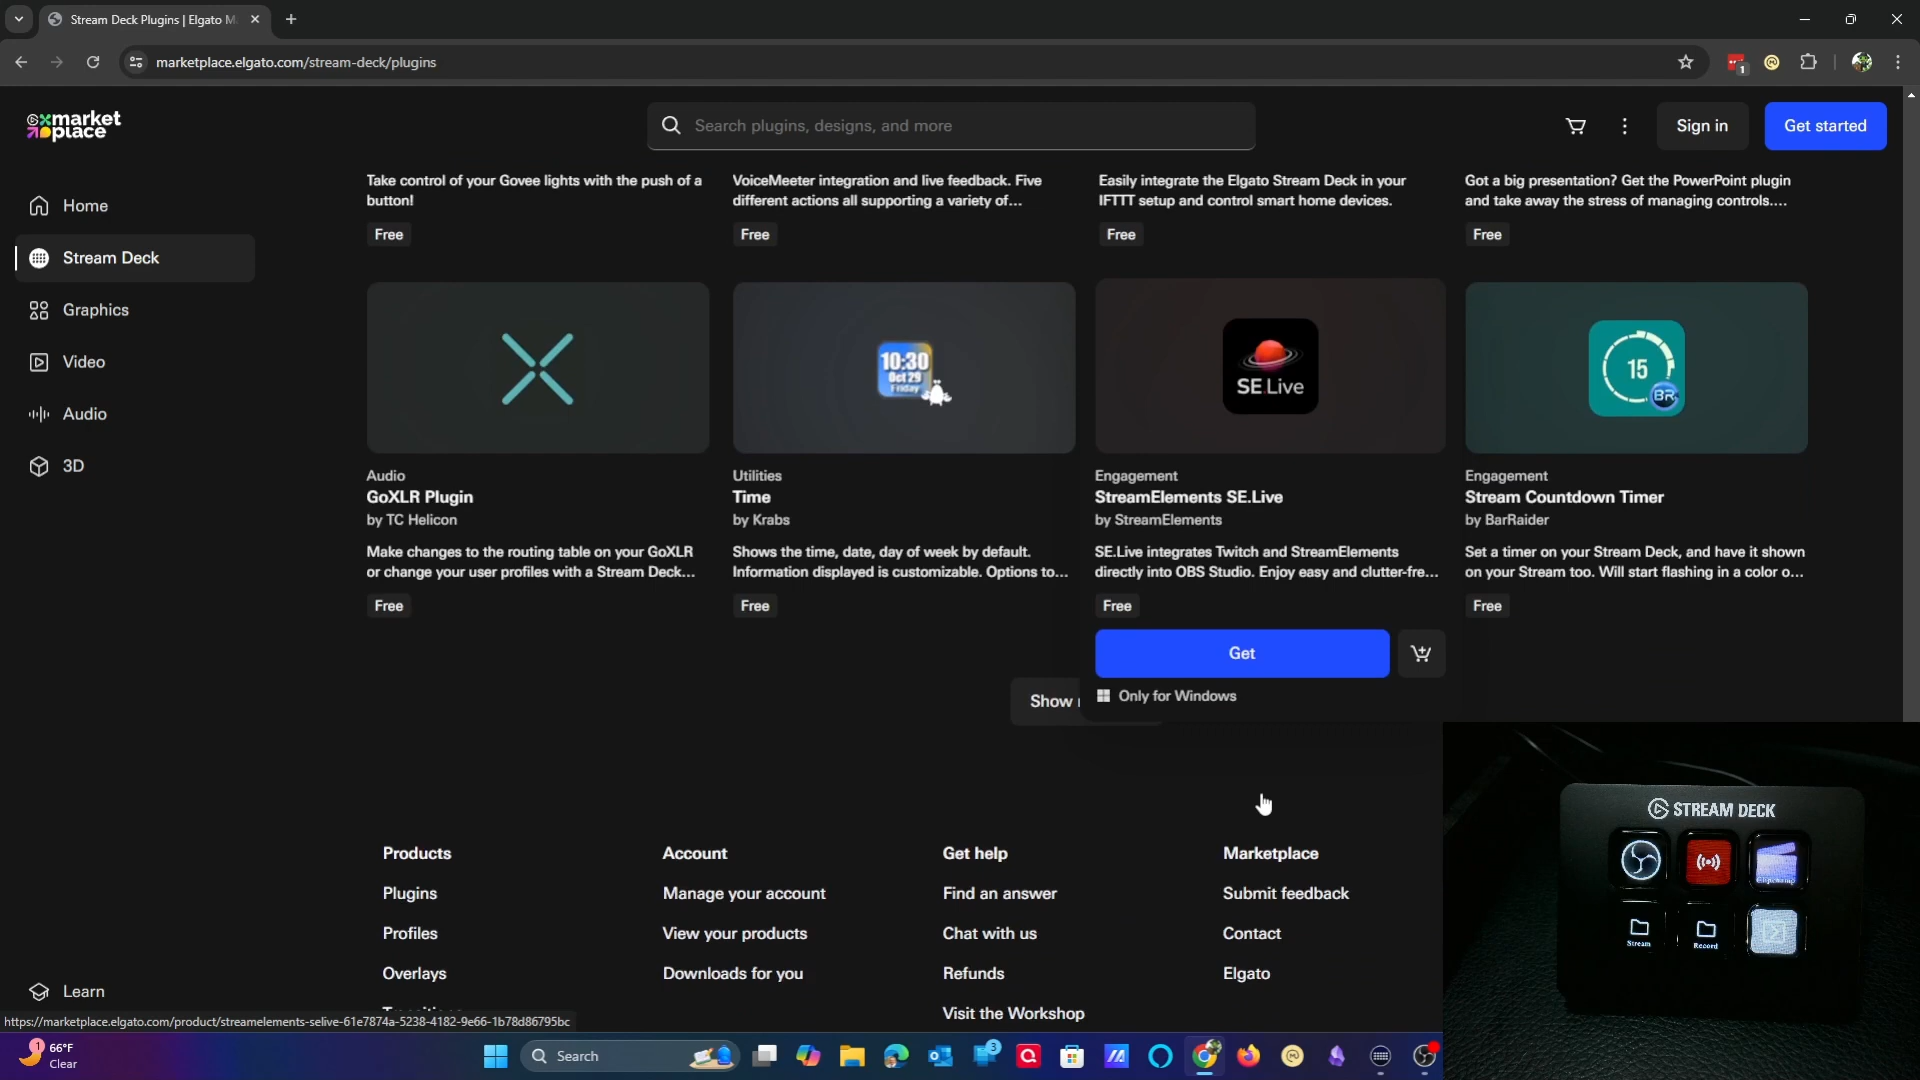 Stream Deck Plugins | Elgato M
marketplace.elgato.com/stream-deck/plugins
1
market
place
Search plugins, designs, and more
Sign in
Get started
Home
Stream Deck
Graphics
Video
Audio
3D
Learn
Take control of your Govee lights with the push of a
button!
Free
VoiceMeeter integration and live feedback. Five
different actions all supporting a variety of...
Free
Easily integrate the Elgato Stream Deck in your
IFTTT setup and control smart home devices.
Free
Got a big presentation? Get the PowerPoint plugin
and take away the stress of managing controls....
Free
Audio
GoXLR Plugin
by TC Helicon
Make changes to the routing table on your GoXLR
or change your user profiles with a Stream Deck...
Free
10:30
Oct 29
Friday
Utilities
Time
by Krabs
Shows the time, date, day of week by default.
Information displayed is customizable. Options to...
Free
SE.Live
Engagement
StreamElements SE.Live
by StreamElements
SE.Live integrates Twitch and StreamElements
directly into OBS Studio. Enjoy easy and clutter-fre...
Free
Get
Only for Windows
15
BR
Engagement
Stream Countdown Timer
by BarRaider
Set a timer on your Stream Deck, and have it shown
on your Stream too. Will start flashing in a color o...
Free
Show
Products
Plugins
Profiles
Overlays
Account
Manage your account
View your products
Downloads for you
Get help
Find an answer
Chat with us
Refunds
Visit the Workshop
Marketplace
Submit feedback
Contact
Elgato
STREAM DECK
Clipchamp
Stream
Record
https://marketplace.elgato.com/product/streamelements-selive-61e7874a-5238-4182-9e66-1b78d86795bc
1
66°F
Clear
Search
3